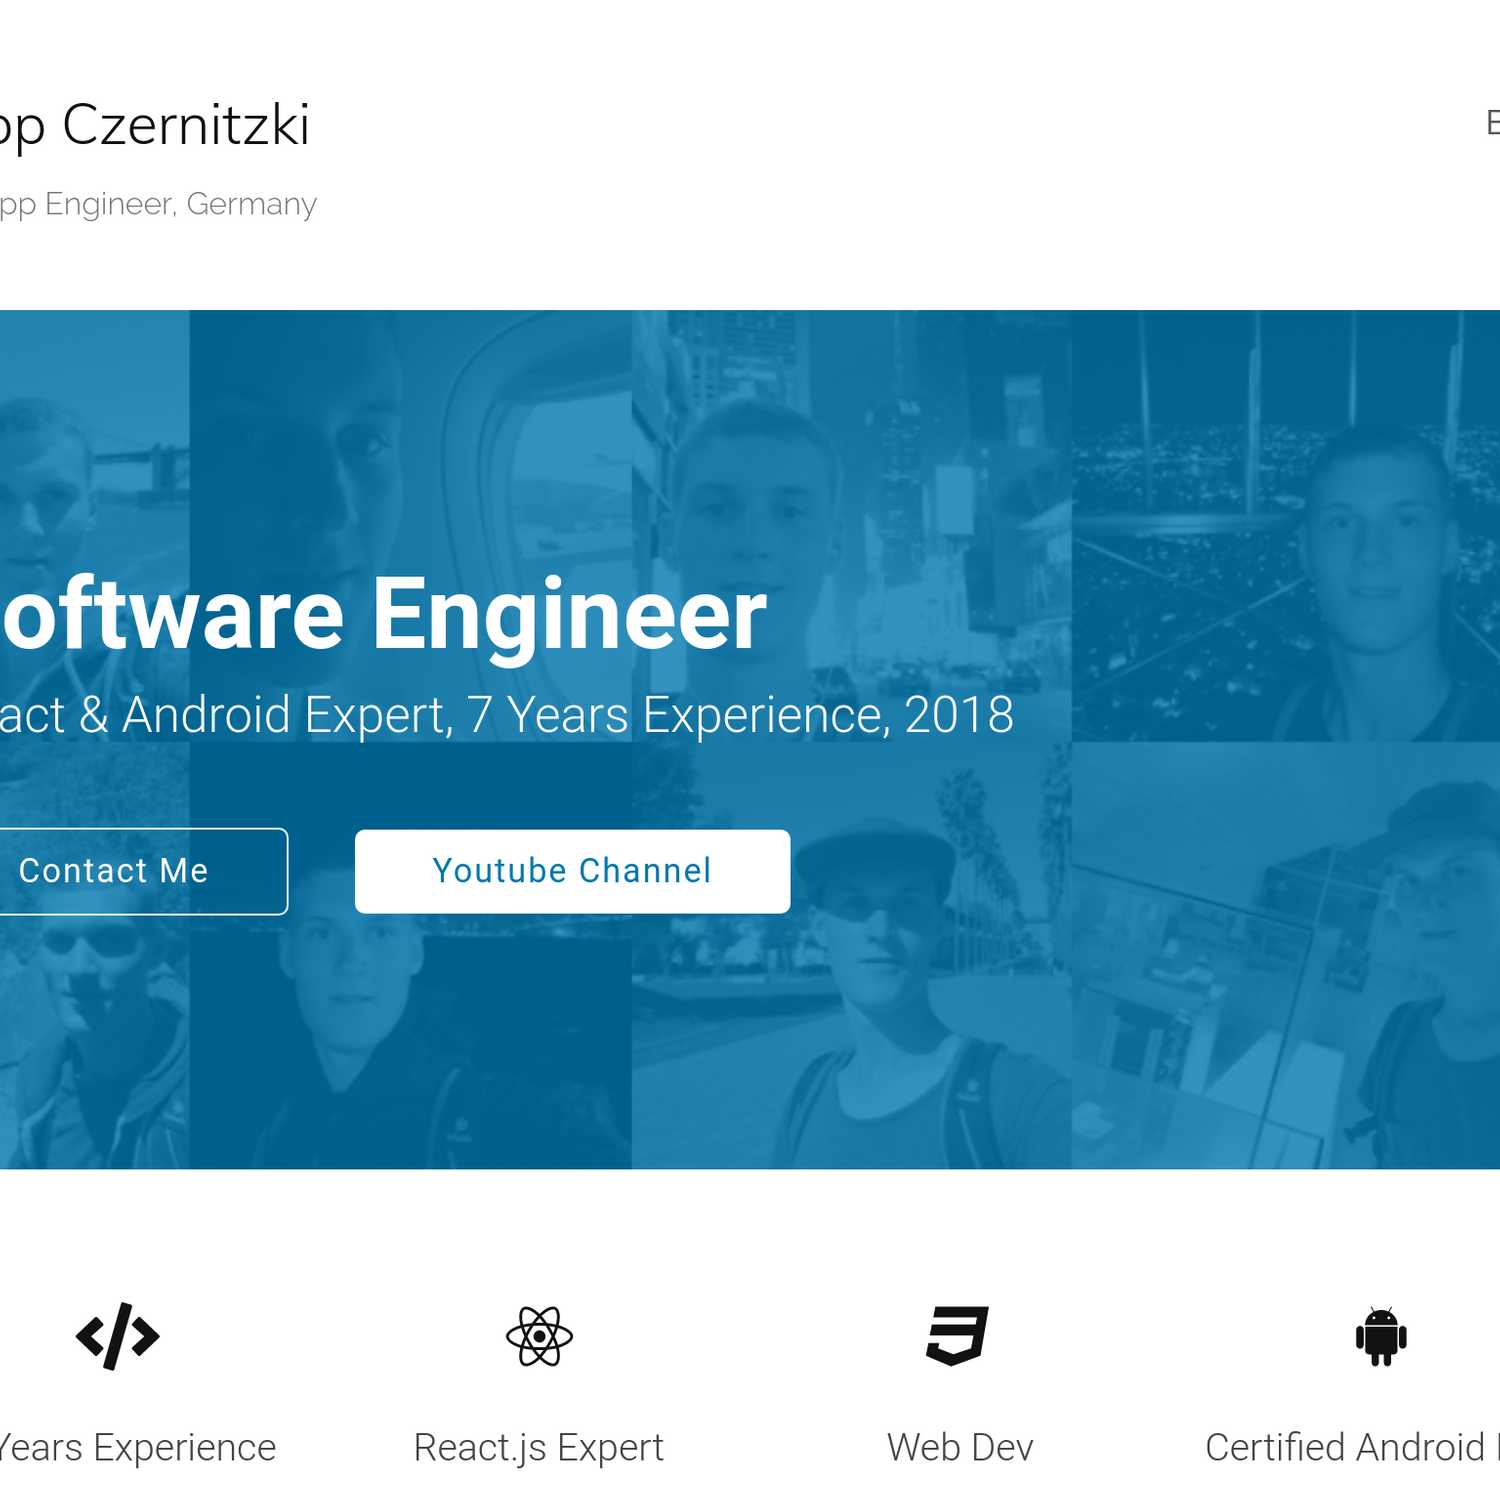 pp Czernitzki
E
pp Engineer, Germany
oftware Engineer
act & Android Expert, 7 Years Experience, 2018
Contact Me
Youtube Channel
Years Experience
React.js Expert
Web Dev
Certified Android